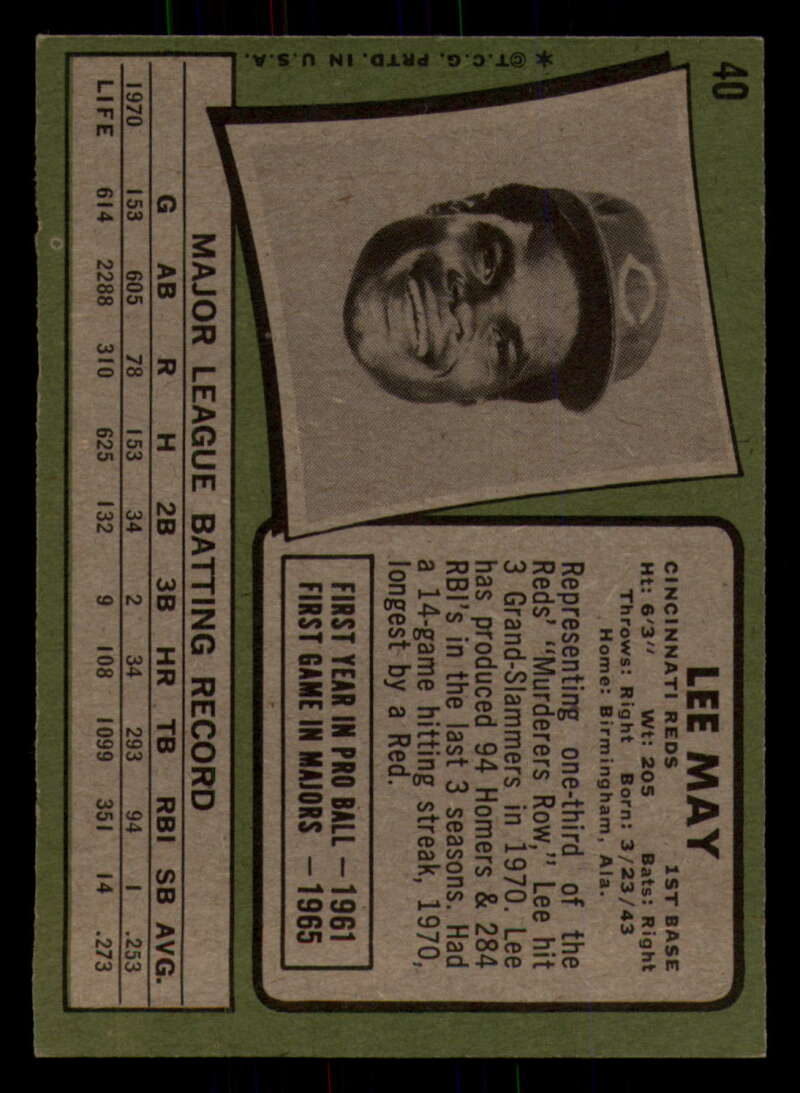 40
✶ © T.C.G. PRTD. IN U.S.A.
C
LEE MAY
CINCINNATI REDS 1ST BASE
Ht: 6'3" Wt: 205 Bats: Right
Throws: Right Born: 3/23/43
Home: Birmingham, Ala.
Representing one-third of the
Reds' "Murderers Row," Lee hit
3 Grand-Slammers in 1970. Lee
has produced 94 Homers & 284
RBI's in the last 3 seasons. Had
a 14-game hitting streak, 1970,
longest by a Red.
FIRST YEAR IN PRO BALL — 1961
FIRST GAME IN MAJORS — 1965
MAJOR LEAGUE BATTING RECORD
G AB R H 2B 3B HR TB RBI SB AVG.
1970 153 605 78 153 34 2 34 293 94 1 .253
LIFE 614 2288 310 625 132 9 108 1099 351 14 .273